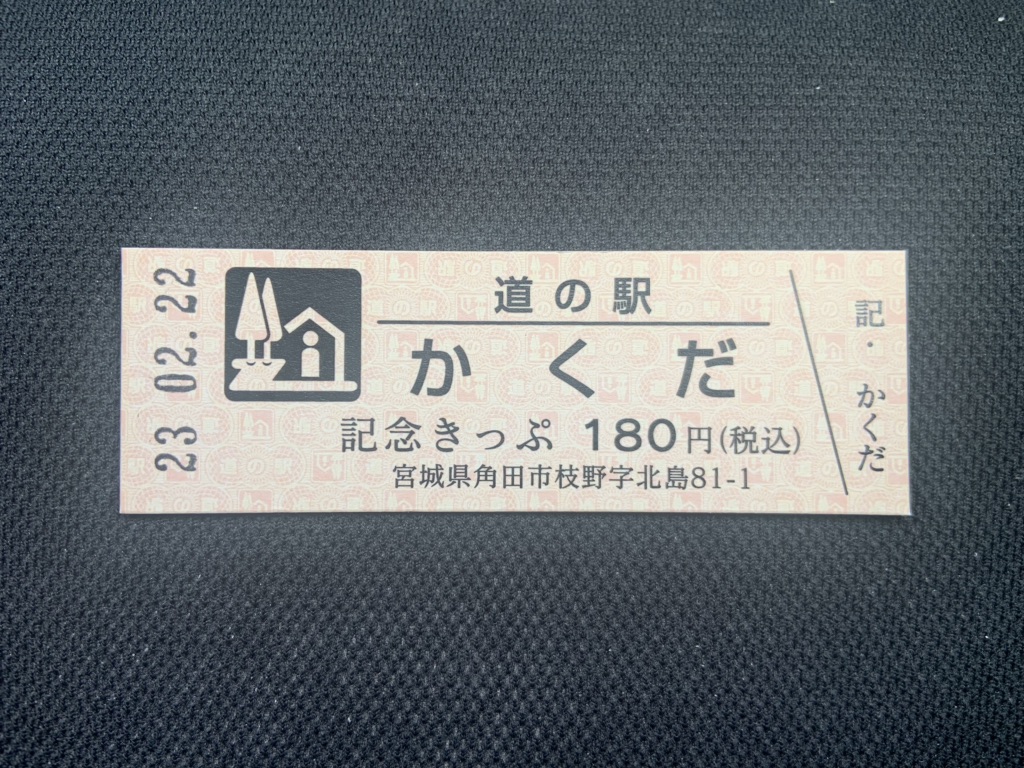 23 02.22
道の駅
かくだ
記念きっぷ 180円(税込)
宮城県角田市枝野字北島81-1
記・かくだ